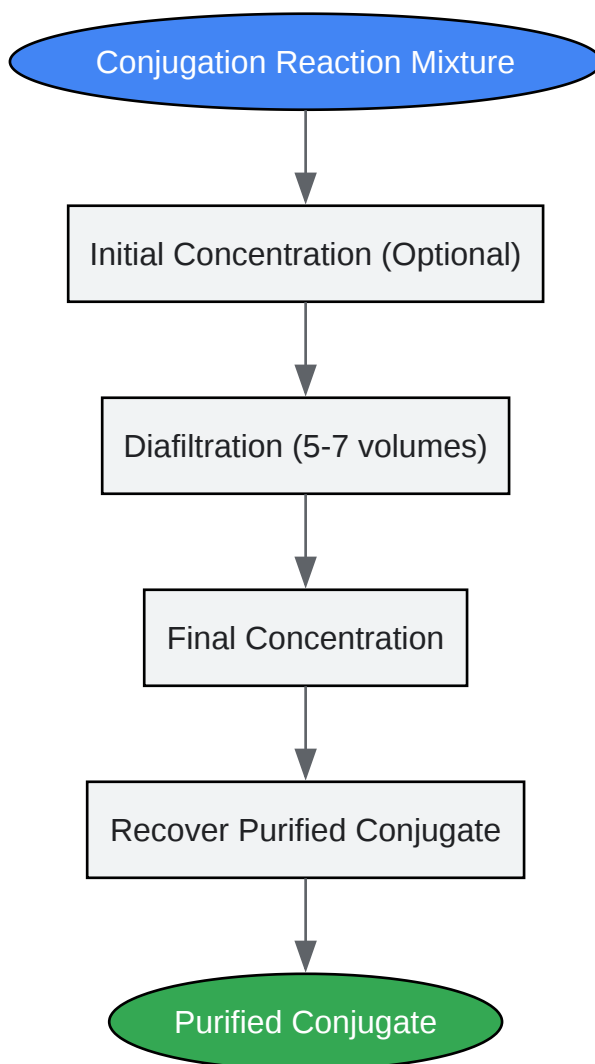 Conjugation Reaction Mixture
Initial Concentration (Optional)
Diafiltration (5-7 volumes)
Final Concentration
Recover Purified Conjugate
Purified Conjugate